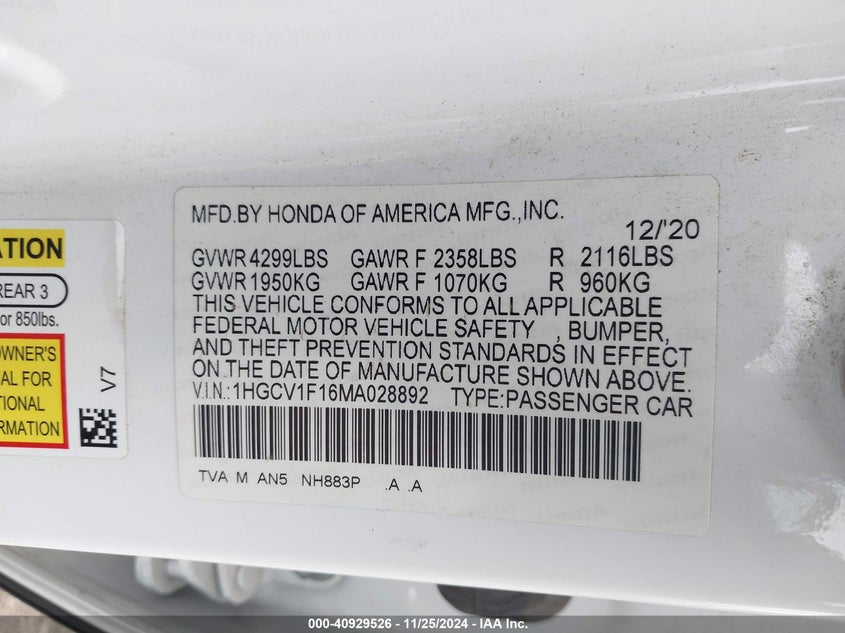 MFD.BY HONDA OF AMERICA MFG.,INC.
12/'20
GVWR 4299LBS GAWR F 2358LBS R 2116LBS
GVWR 1950KG GAWR F 1070KG R 960KG
THIS VEHICLE CONFORMS TO ALL APPLICABLE
FEDERAL MOTOR VEHICLE SAFETY , BUMPER,
AND THEFT PREVENTION STANDARDS IN EFFECT
ON THE DATE OF MANUFACTURE SHOWN ABOVE.
V.I.N.:1HGCV1F16MA028892 TYPE:PASSENGER CAR
TVA M AN5 NH883P .A .A
ATION
REAR 3
or 850lbs.
OWNER'S
AL FOR
TIONAL
ORMATION
V7
000-40929526 - 11/25/2024 - IAA Inc.